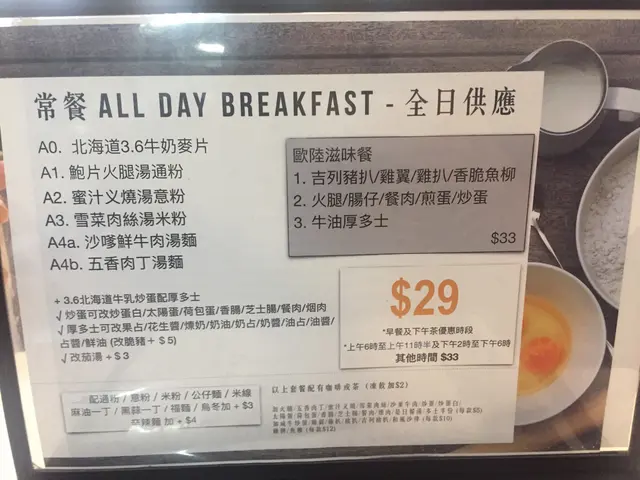 常餐 ALL DAY BREAKFAST - 全日供應
A0. 北海道3.6牛奶麥片
A1. 鮑片火腿湯通粉
A2. 蜜汁义燒湯意粉
A3. 雪菜肉絲湯米粉
A4a. 沙嗲鮮牛肉湯麵
A4b. 五香肉丁湯麵
+ 3.6北海道牛乳炒蛋配厚多士
√ 炒蛋可改炒蛋白/太陽蛋/荷包蛋/香腸/芝士腸/餐肉/烟肉
√ 厚多士可改果占/花生醬/煉奶/奶油/奶占/奶醬/油占/油醬/
占醬/鮮油 (改脆豬 + $5)
√ 改茄湯 + $3
歐陸滋味餐
1. 吉列豬扒/雞翼/雞扒/香脆魚柳
2. 火腿/腸仔/餐肉/煎蛋/炒蛋
3. 牛油厚多士
$33
$29
*早餐及下午茶優惠時段
*上午6時至上午11時半及下午2時至下午6時
其他時間 $33
配通粉 / 意粉 / 米粉 / 公仔麵 / 米線
麻油一丁 / 黑蒜一丁 / 福麵 / 烏冬加 + $3
辛辣麵 加 + $4
以上套餐配有咖啡或茶 (凍飲加$2)